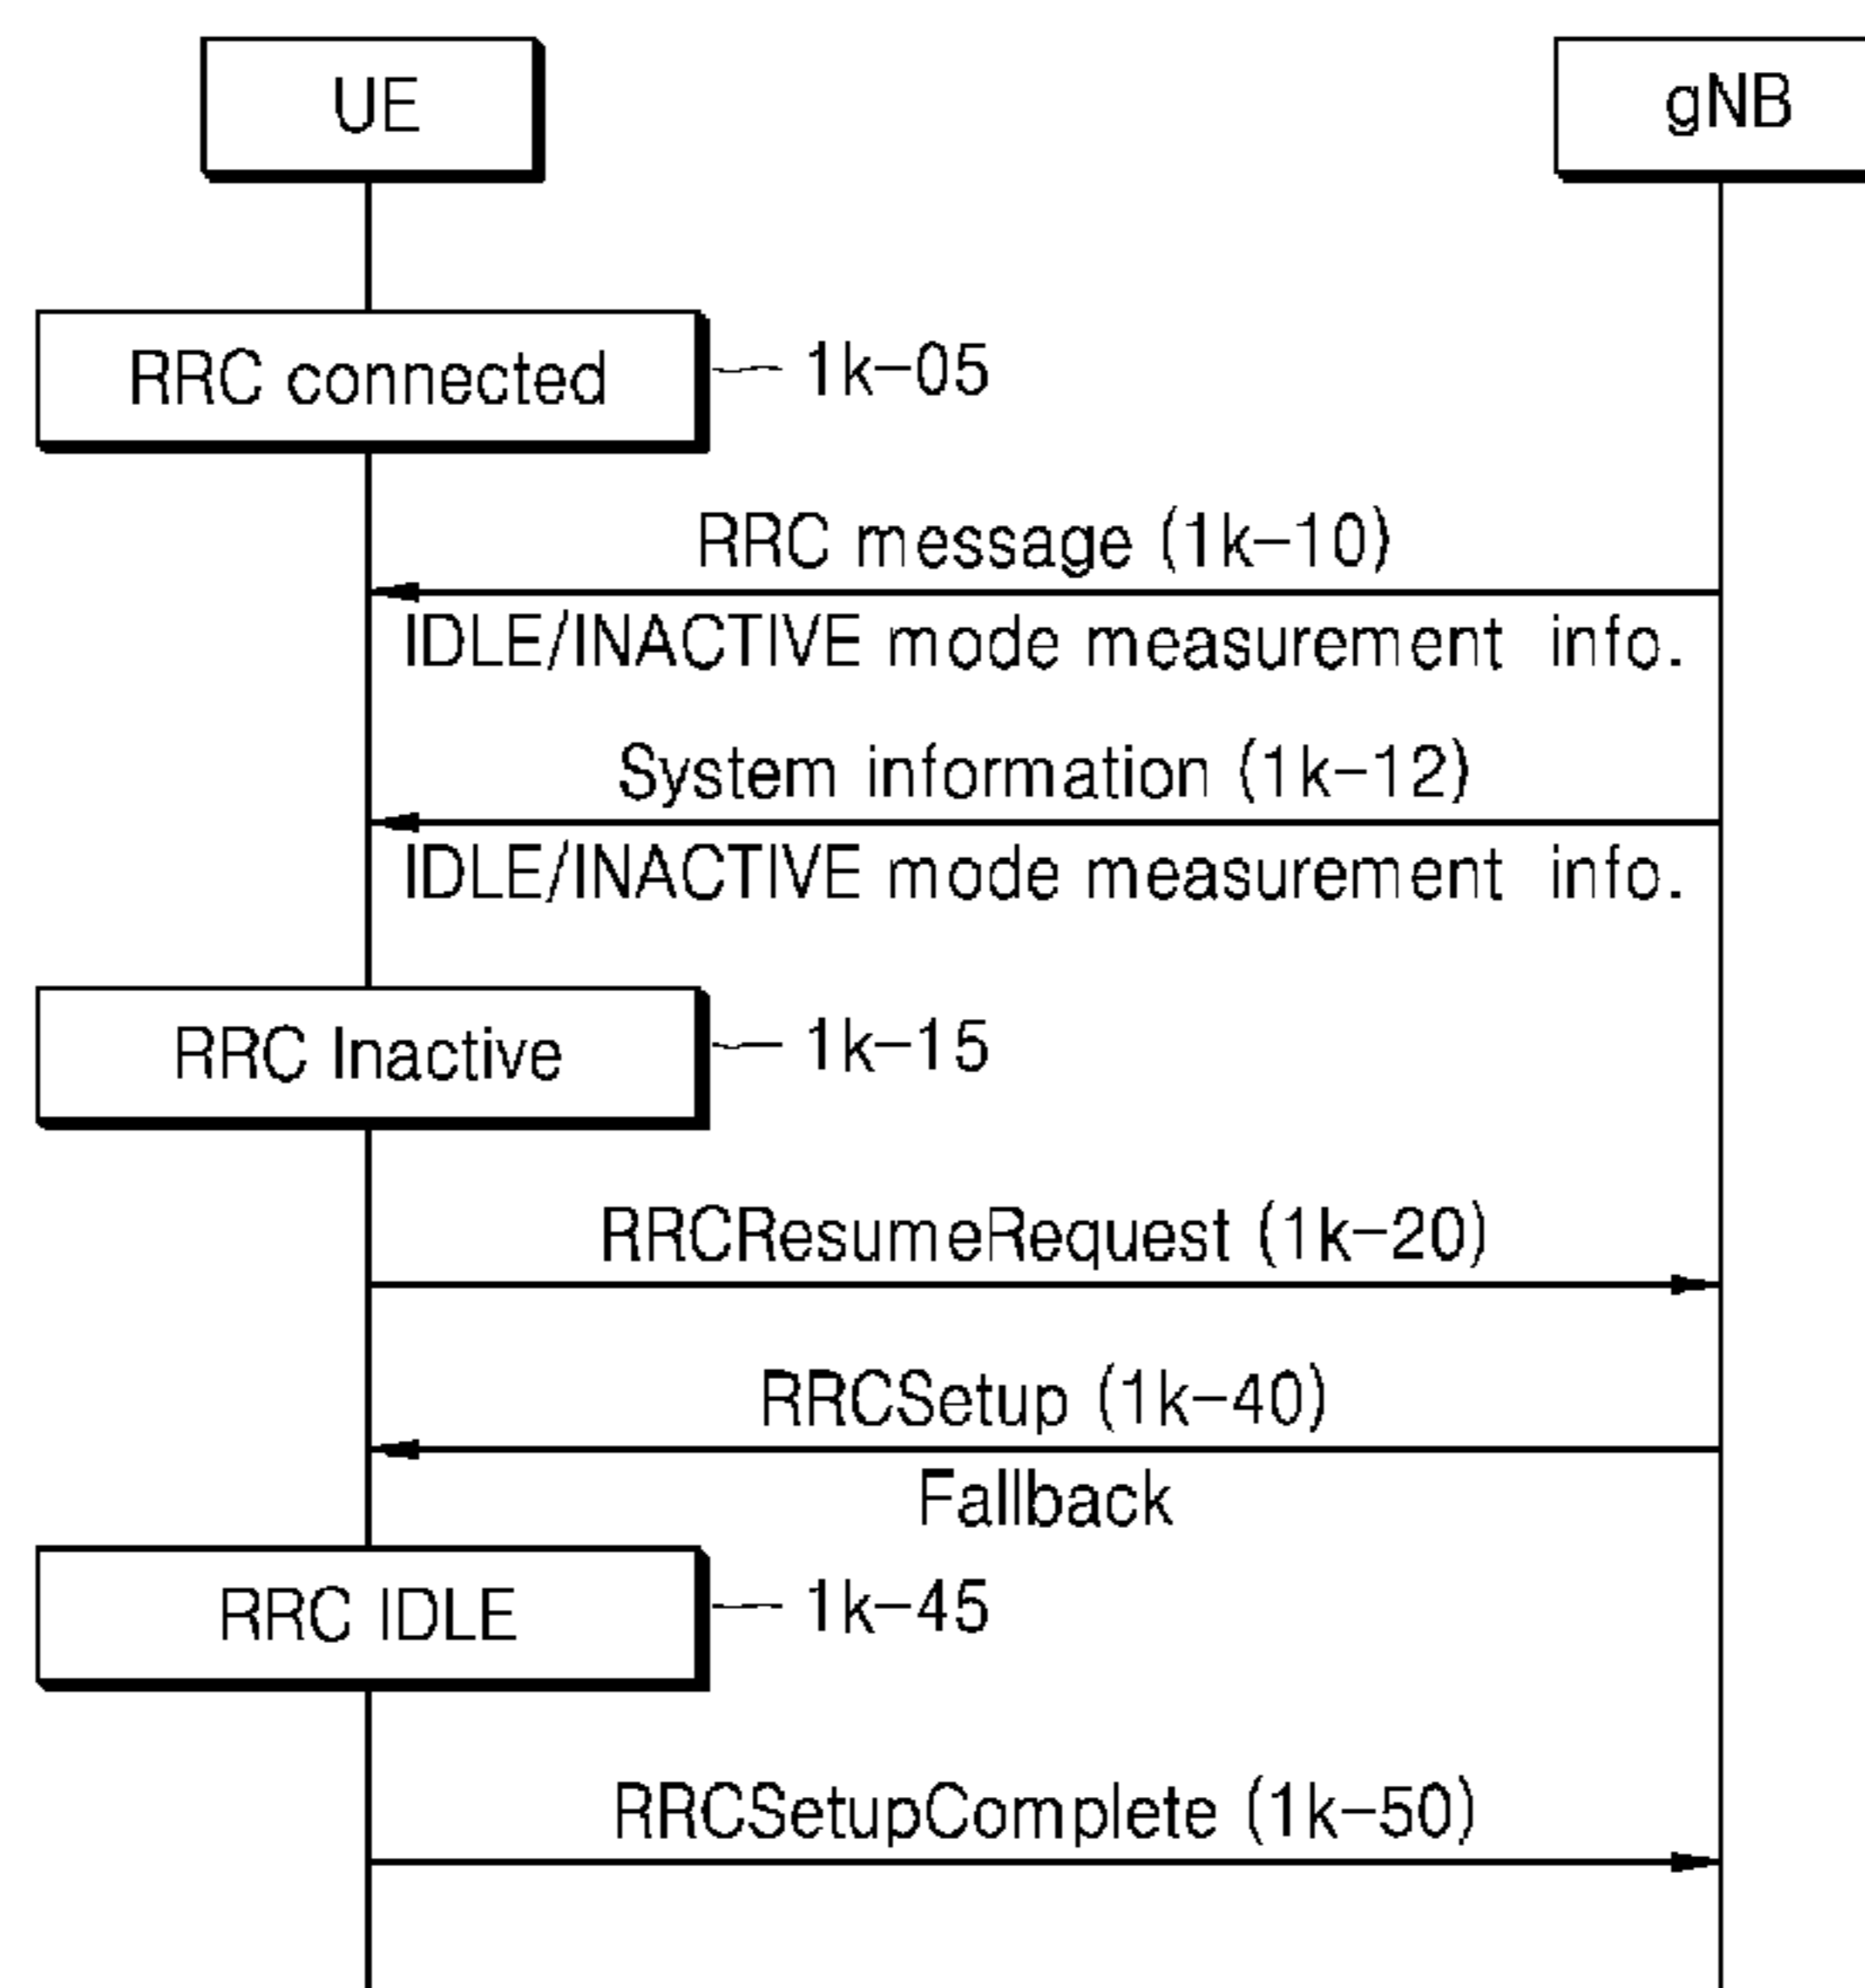 UE
gNB
RRC connected
1k-05
RRC message (1k-10)
IDLE/INACTIVE mode measurement info.
System information (1k-12)
IDLE/INACTIVE mode measurement info.
RRC Inactive
1k-15
RRCResumeRequest (1k-20)
RRCSetup (1k-40)
Fallback
RRC IDLE
1k-45
RRCSetupComplete (1k-50)